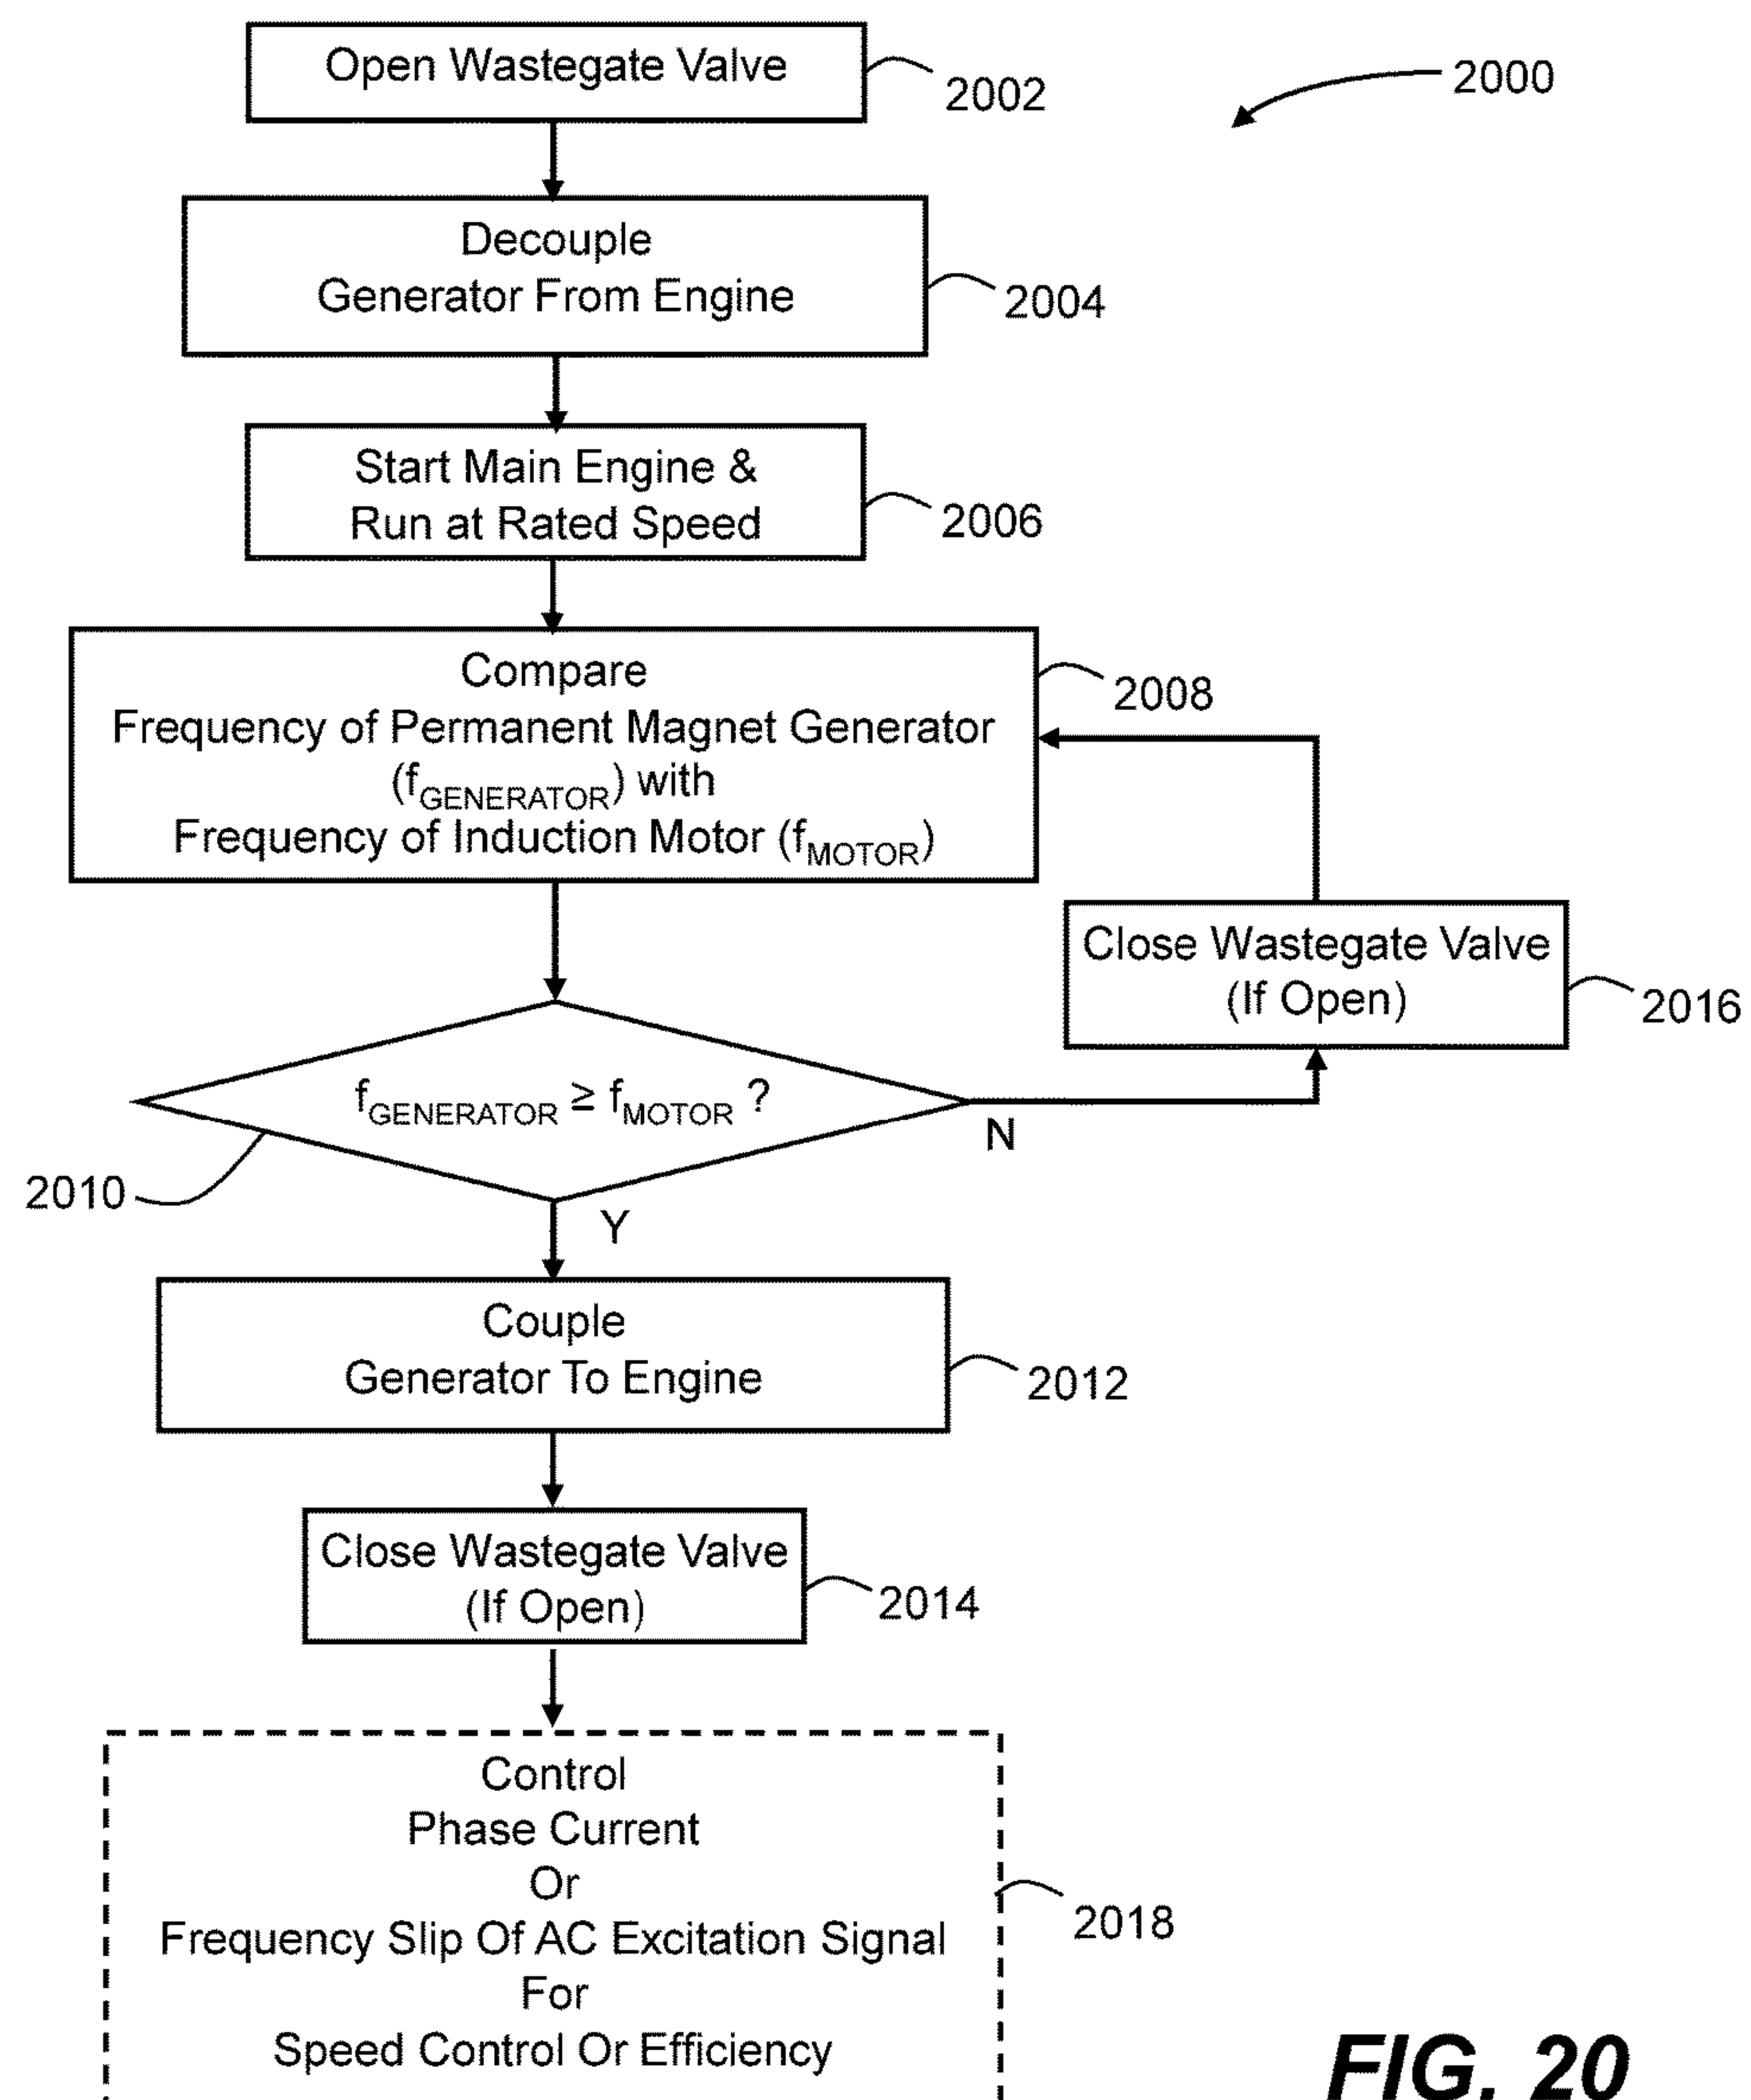 Open Wastegate Valve
2002
2000
Decouple
Generator From Engine
2004
Start Main Engine &
Run at Rated Speed
2006
Compare
Frequency of Permanent Magnet Generator
(fGENERATOR) with
Frequency of Induction Motor (fMOTOR)
2008
Close Wastegate Valve
(If Open)
2016
fGENERATOR ≥ fMOTOR ?
N
2010
Y
Couple
Generator To Engine
2012
Close Wastegate Valve
(If Open)
2014
Control
Phase Current
Or
Frequency Slip Of AC Excitation Signal
For
Speed Control Or Efficiency
2018
FIG. 20